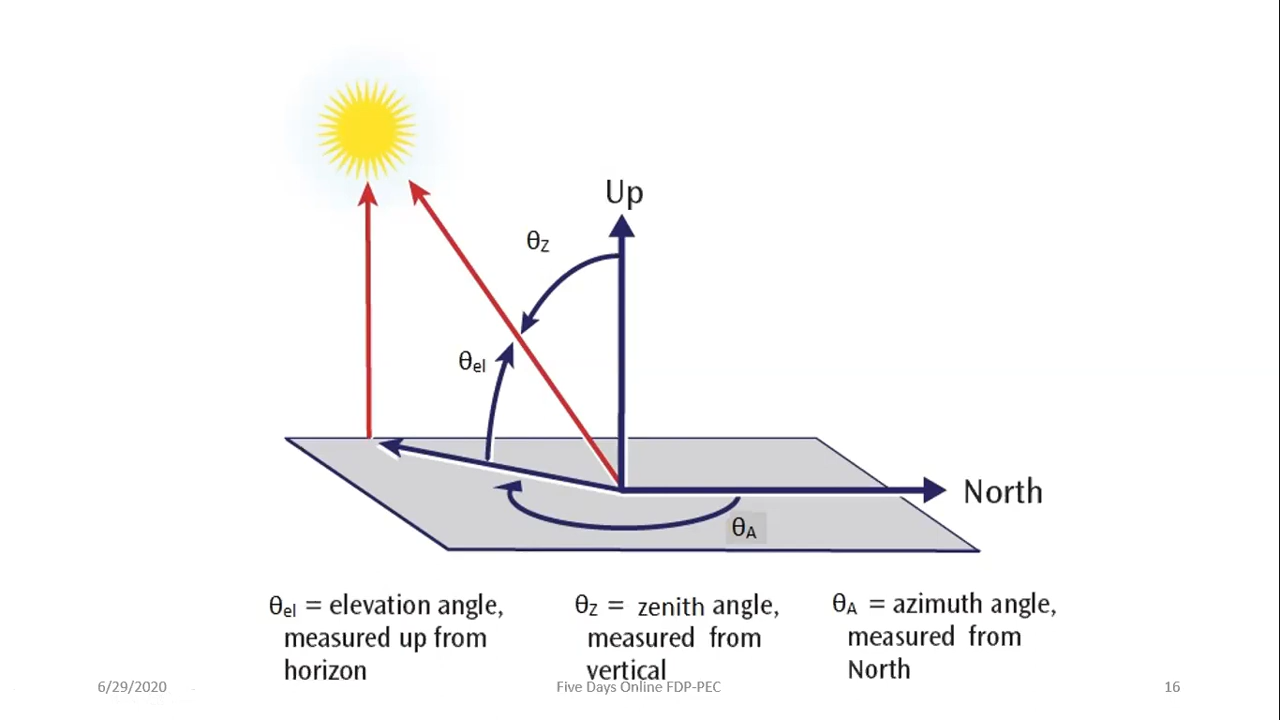 Up
θZ
θel
North
θA
θel = elevation angle,
measured up from
horizon
θZ = zenith angle,
measured from
vertical
θA = azimuth angle,
measured from
North
6/29/2020
Five Days Online FDP-PEC
16